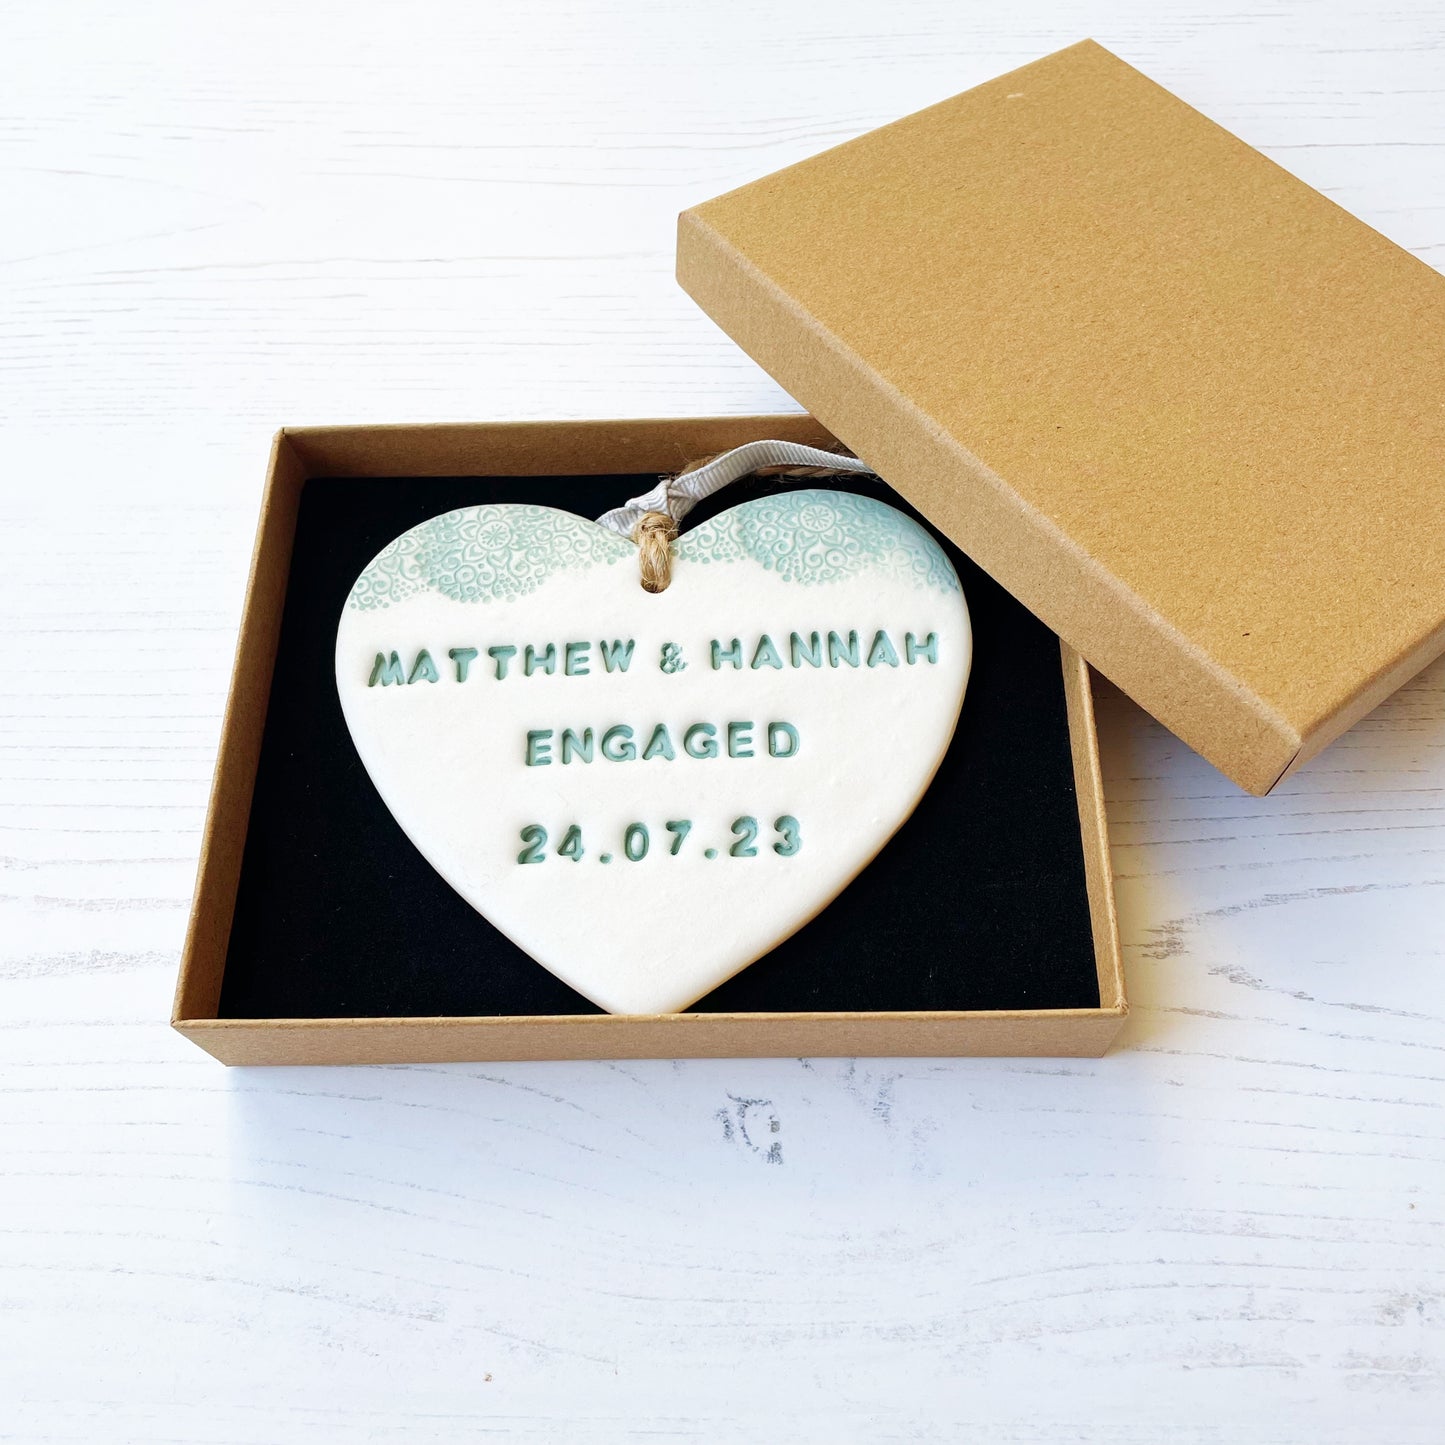 MATTHEW & HANNAH
ENGAGED
24.07.23